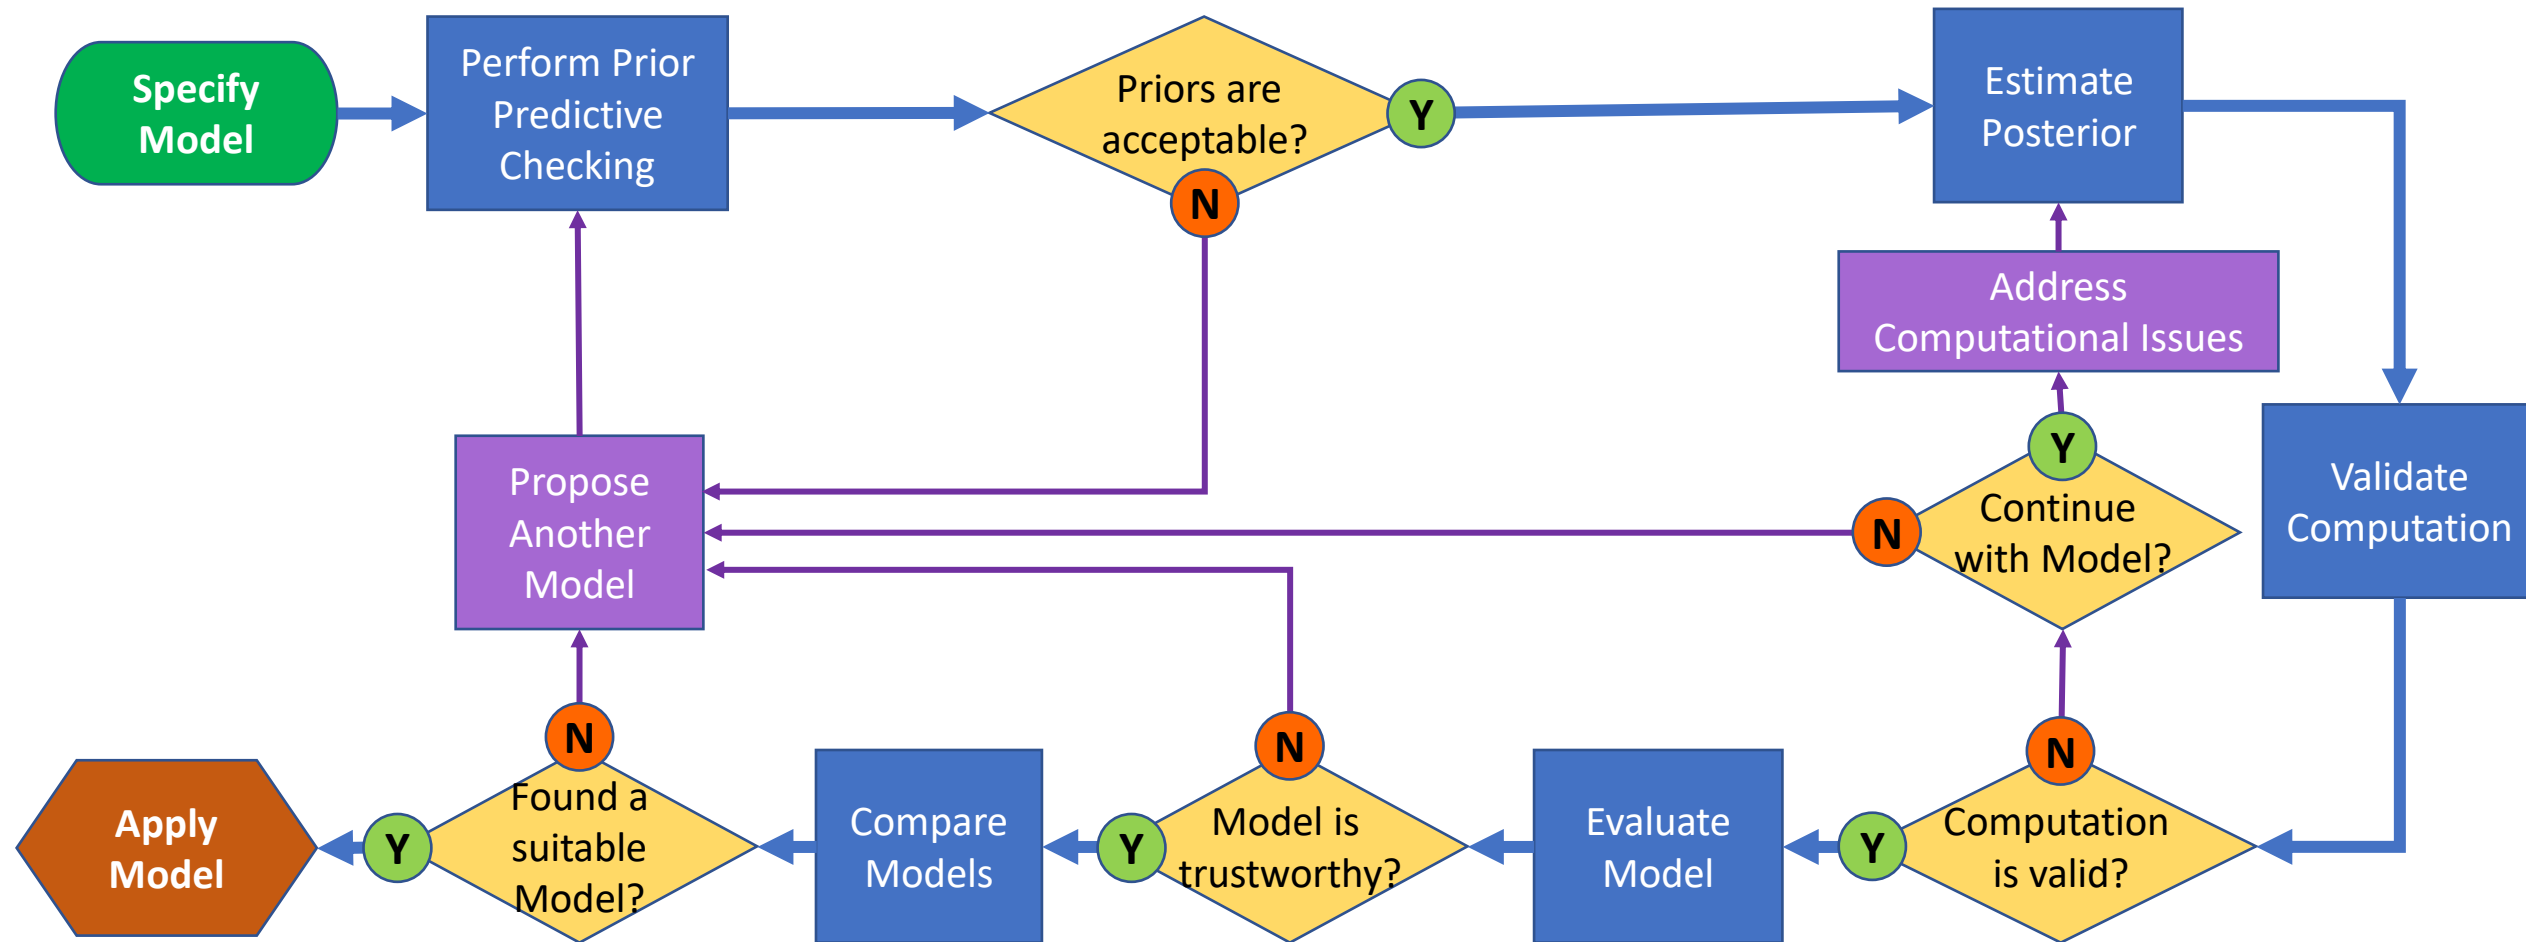 Specify
Model
Perform Prior
Predictive
Checking
Priors are
acceptable?
Y
N
Estimate
Posterior
Address
Computational Issues
Y
Continue
with Model?
N
Validate
Computation
Propose
Another
Model
N
Computation
is valid?
Y
Evaluate
Model
N
Model is
trustworthy?
Y
Compare
Models
N
Found a
suitable
Model?
Y
Apply
Model